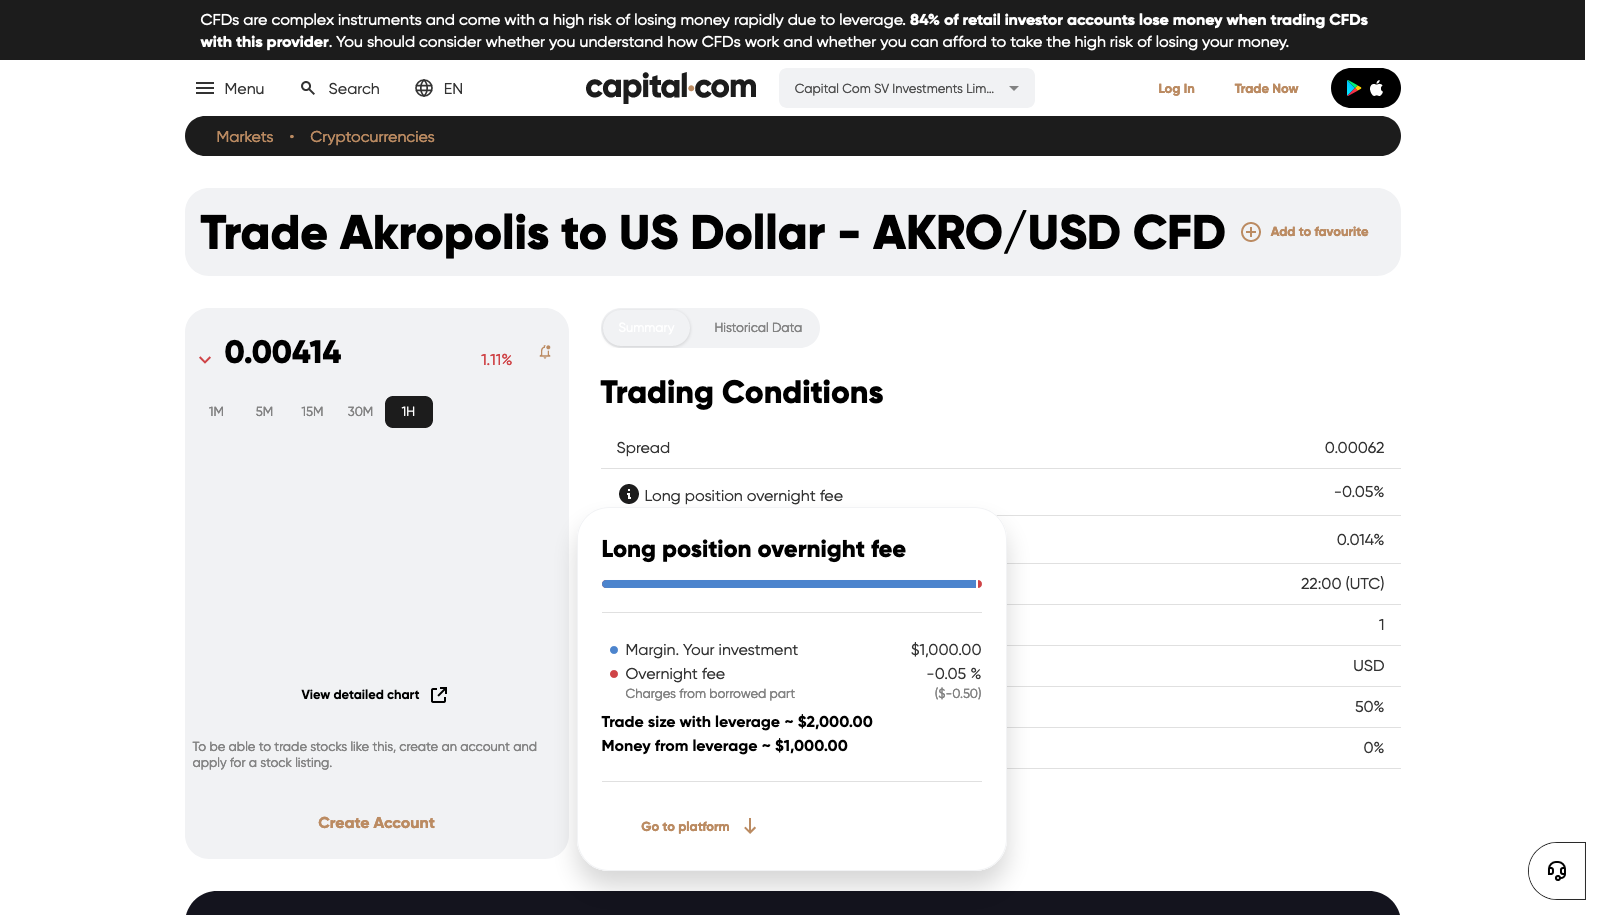 CFDs are complex instruments and come with a high risk of losing money rapidly due to leverage. 84% of retail investor accounts lose money when trading CFDs
with this provider. You should consider whether you understand how CFDs work and whether you can afford to take the high risk of losing your money.
Menu Search EN capital.com Capital Com SV Investments Lim... Log In Trade Now
Markets • Cryptocurrencies
Trade Akropolis to US Dollar - AKRO/USD CFD Add to favourite
0.00414 1.11%
1M 5M 15M 30M 1H
View detailed chart
To be able to trade stocks like this, create an account and
apply for a stock listing.
Create Account
Summary Historical Data
Trading Conditions
Spread 0.00062
Long position overnight fee -0.05%
0.014%
22:00 (UTC)
1
USD
50%
0%
Long position overnight fee
Margin. Your investment $1,000.00
Overnight fee -0.05 %
Charges from borrowed part ($-0.50)
Trade size with leverage ~ $2,000.00
Money from leverage ~ $1,000.00
Go to platform